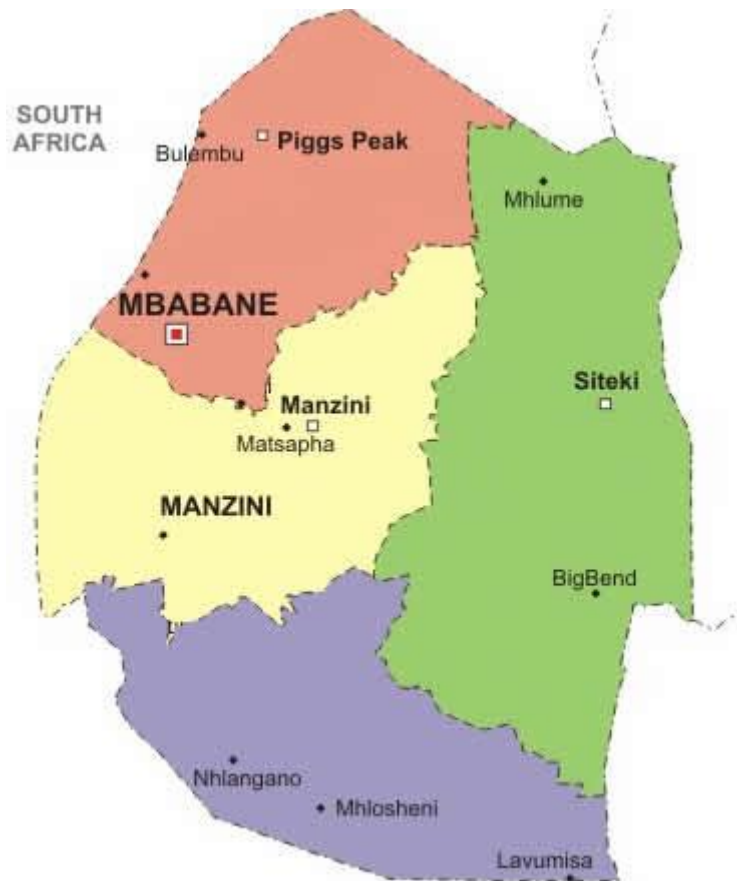 SOUTH
AFRICA
Bulembu
Piggs Peak
Mhlume
MBABANE
Siteki
Manzini
Matsapha
MANZINI
BigBend
Nhlangano
Mhlosheni
Lavumisa